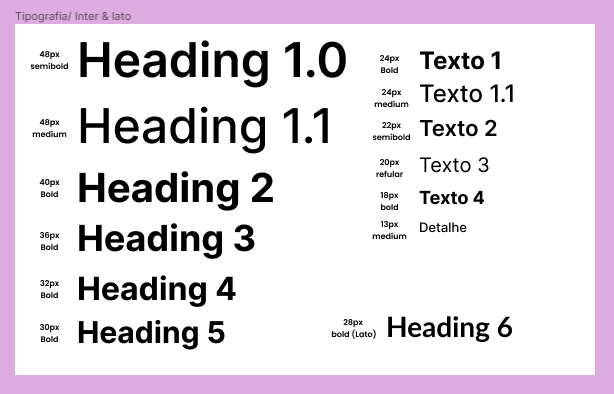 Tipografia/ Inter & lato
48px
semibold
Heading 1.0
48px
medium
Heading 1.1
40px
Bold
Heading 2
36px
Bold
Heading 3
32px
Bold
Heading 4
30px
Bold
Heading 5
24px
Bold
Texto 1
24px
medium
Texto 1.1
22px
semibold
Texto 2
20px
refular
Texto 3
18px
bold
Texto 4
13px
medium
Detalhe
28px
bold (Lato)
Heading 6